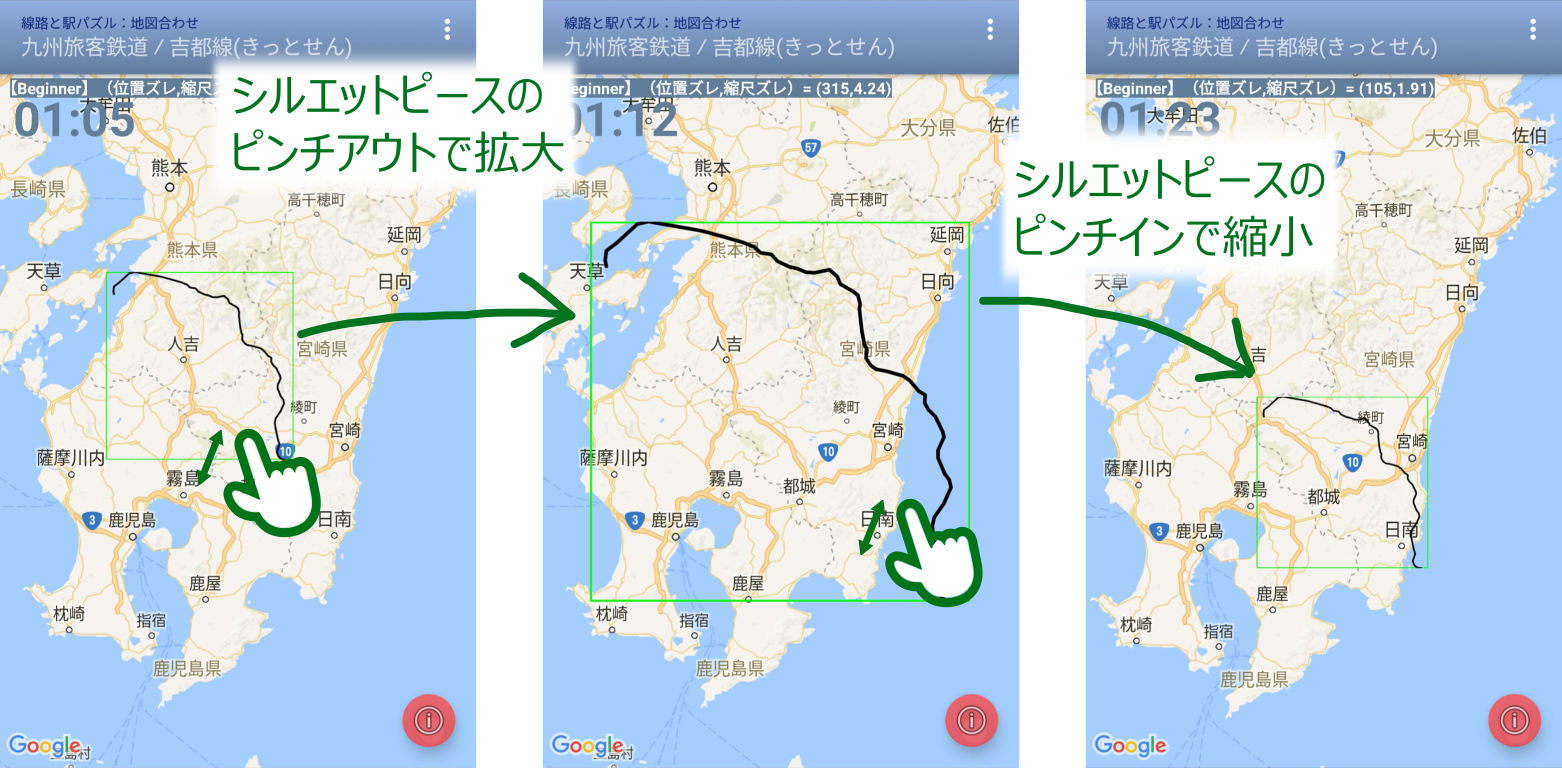 線路と駅パズル：地図合わせ
九州旅客鉄道 / 吉都線(きっとせん)
【Beginner】（位置ズレ,縮尺ズ
01:05
大牟田
熊本
長崎県
高千穂町
延岡
熊本県
天草
日向
人吉
宮崎県
綾町
宮崎
10
薩摩川内
霧島
3
鹿児島
日南
鹿屋
枕崎
指宿
鹿児島県
Google
島村
シルエットピースの
ピンチアウトで拡大
線路と駅パズル：地図合わせ
九州旅客鉄道 / 吉都線(きっとせん)
eginner】（位置ズレ,縮尺ズレ）= (315,4.24)
01:12
大牟田
大分県
佐伯
57
熊本
長崎県
高千穂町
延岡
熊本県
天草
日向
人吉
宮崎県
綾町
宮崎
10
薩摩川内
霧島
都城
3
鹿児島
日南
鹿屋
枕崎
指宿
鹿児島県
Google
島村
シルエットピースの
ピンチインで縮小
線路と駅パズル：地図合わせ
九州旅客鉄道 / 吉都線(きっとせん)
【Beginner】（位置ズレ,縮尺ズレ）= (105,1.91)
01:23
大牟田
大分県
佐伯
高千穂町
延岡
天草
日向
人吉
宮崎県
綾町
宮崎
10
薩摩川内
霧島
都城
3
鹿児島
日南
鹿屋
枕崎
指宿
鹿児島県
Google